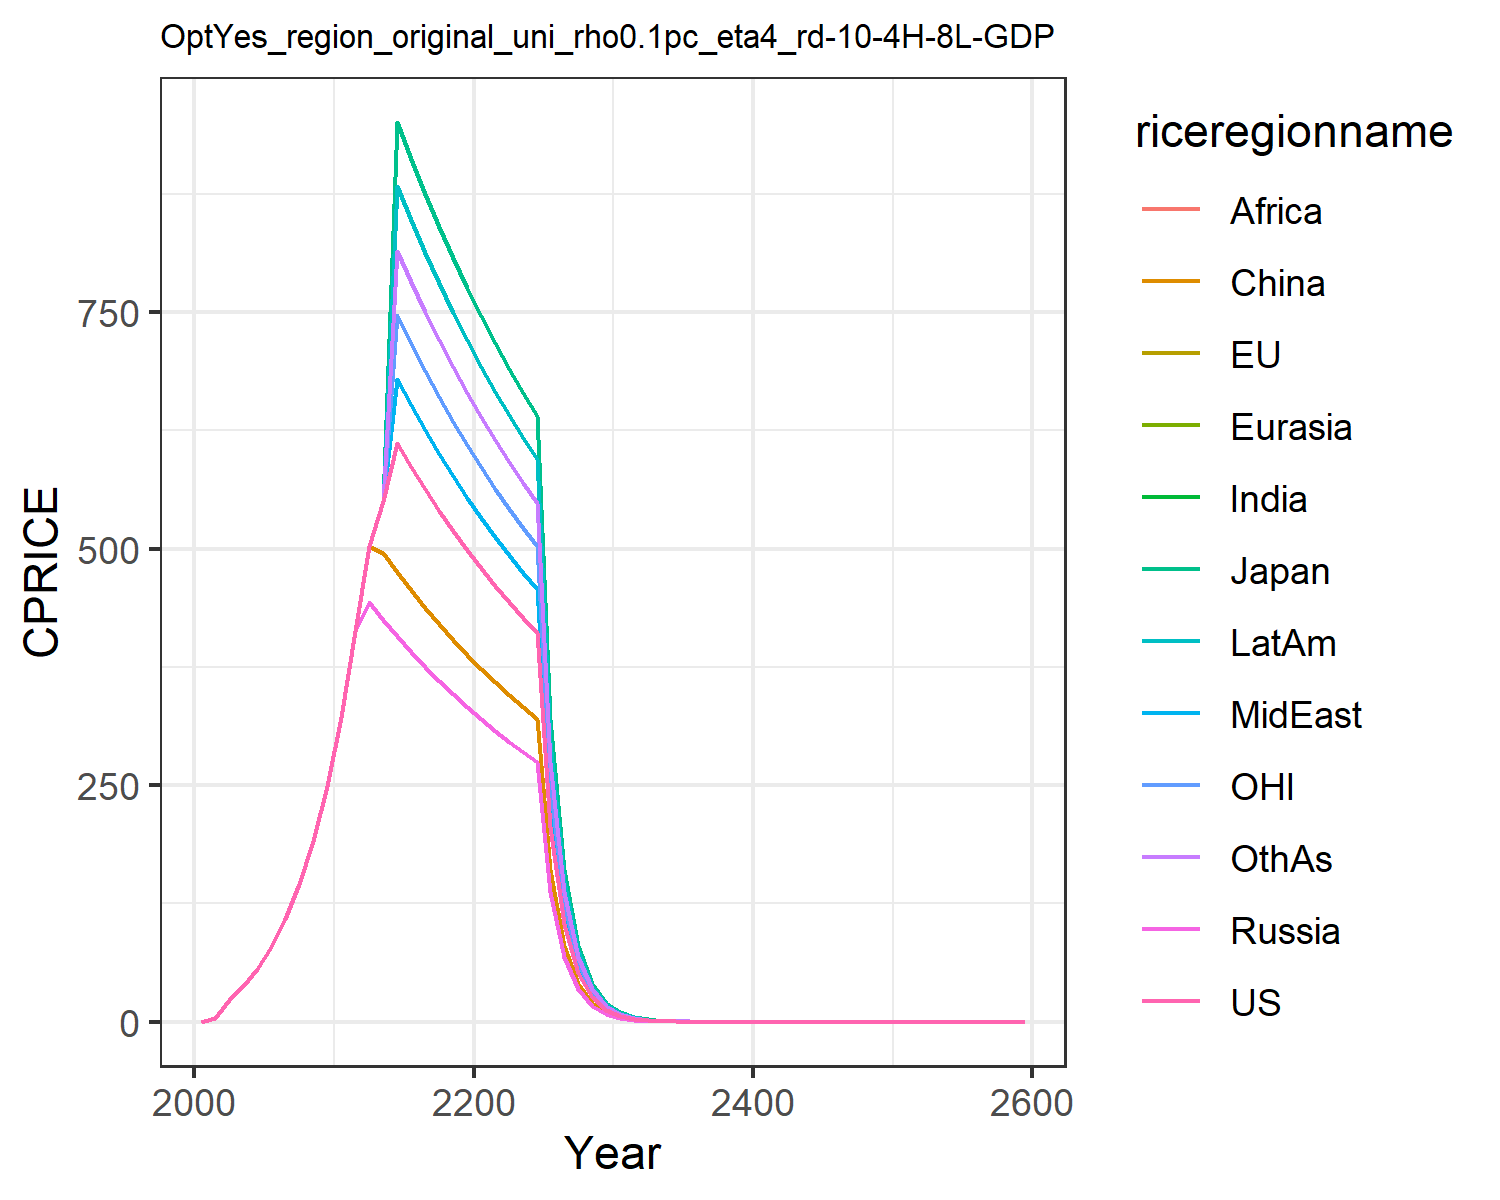 OptYes_region_original_uni_rho0.1pc_eta4_rd-10-4H-8L-GDP
CPRICE
750
500
250
0
2000
2200
2400
2600
Year
riceregionname
Africa
China
EU
Eurasia
India
Japan
LatAm
MidEast
OHI
OthAs
Russia
US